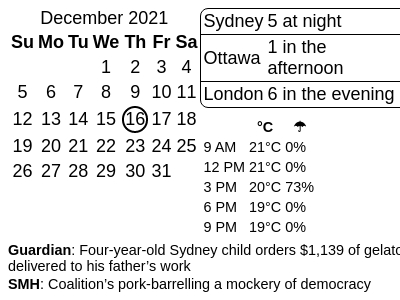 December 2021
Su Mo Tu We Th Fr Sa
1 2 3 4
5 6 7 8 9 10 11
12 13 14 15 16 17 18
19 20 21 22 23 24 25
26 27 28 29 30 31
Sydney 5 at night
Ottawa 1 in the
afternoon
London 6 in the evening
°C ☂
9 AM 21°C 0%
12 PM 21°C 0%
3 PM 20°C 73%
6 PM 19°C 0%
9 PM 19°C 0%
Guardian: Four-year-old Sydney child orders $1,139 of gelato
delivered to his father’s work
SMH: Coalition’s pork-barrelling a mockery of democracy